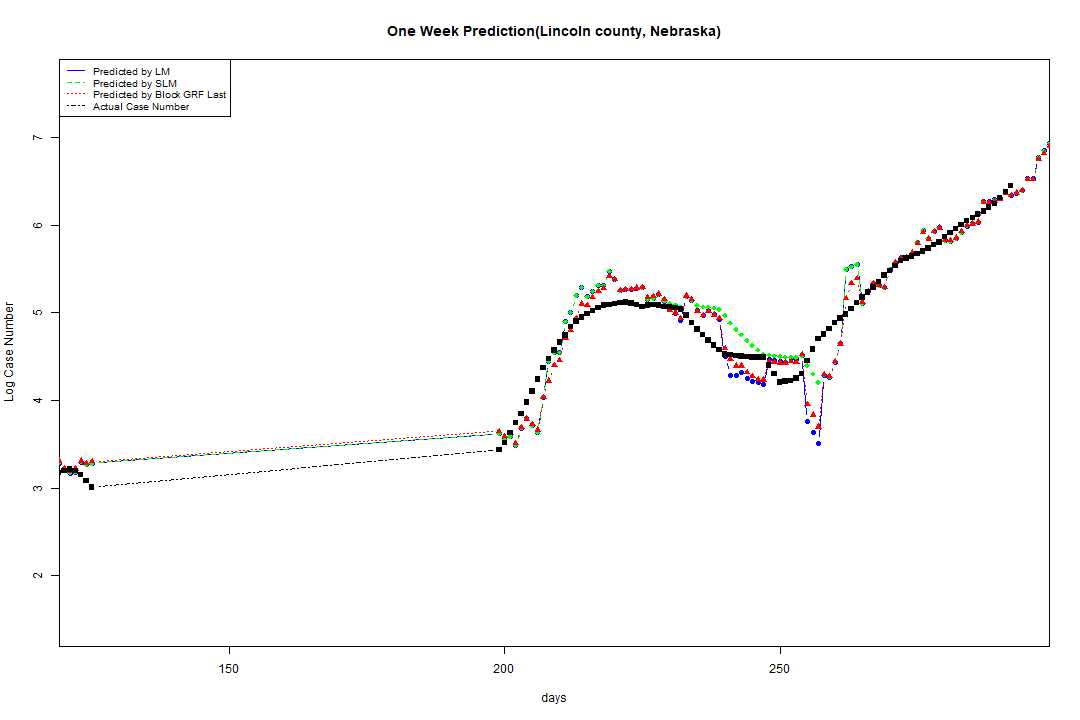 One Week Prediction(Lincoln county, Nebraska)
Predicted by LM
Predicted by SLM
Predicted by Block GRF Last
Actual Case Number
7
6
5
4
3
2
Log Case Number
150 200 250
days